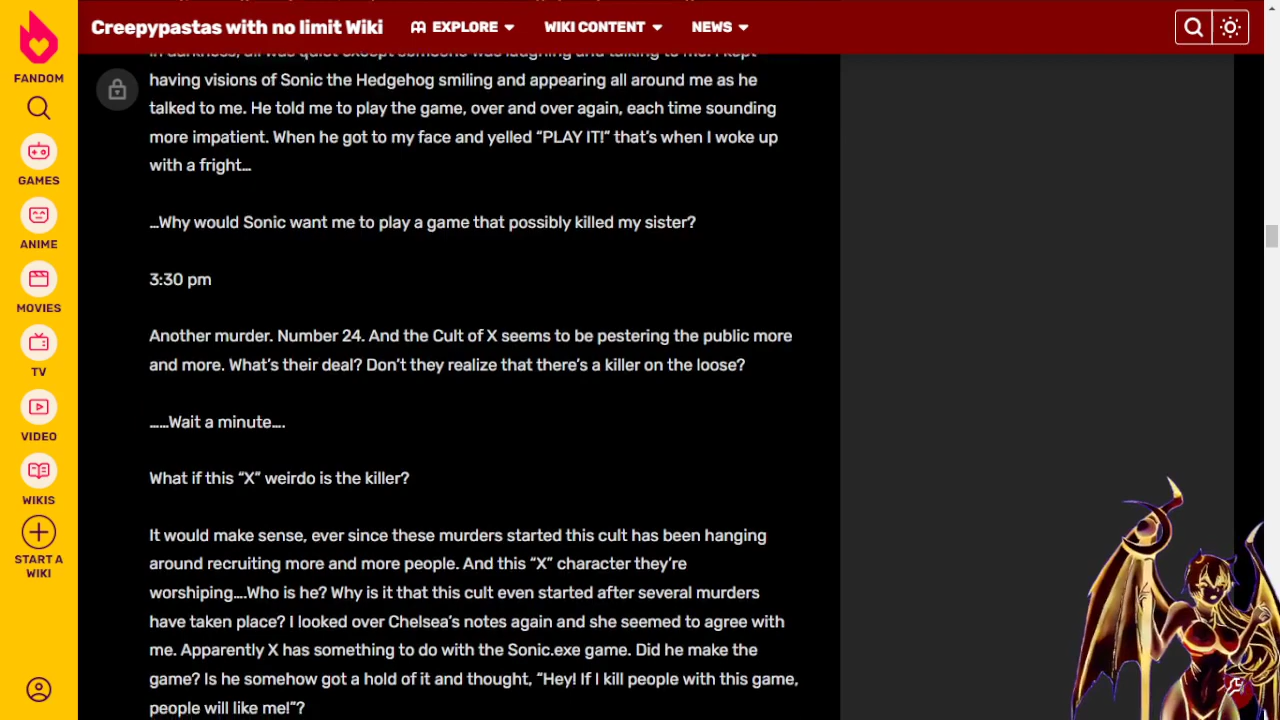 Creepypastas with no limit Wiki
EXPLORE
WIKI CONTENT
NEWS
FANDOM
GAMES
ANIME
MOVIES
TV
VIDEO
WIKIS
START A
WIKI
In darkness, all was quiet except someone was laughing and talking to me. I kept
having visions of Sonic the Hedgehog smiling and appearing all around me as he
talked to me. He told me to play the game, over and over again, each time sounding
more impatient. When he got to my face and yelled “PLAY IT!” that’s when I woke up
with a fright…
…Why would Sonic want me to play a game that possibly killed my sister?
3:30 pm
Another murder. Number 24. And the Cult of X seems to be pestering the public more
and more. What’s their deal? Don’t they realize that there’s a killer on the loose?
……Wait a minute….
What if this “X” weirdo is the killer?
It would make sense, ever since these murders started this cult has been hanging
around recruiting more and more people. And this “X” character they’re
worshiping….Who is he? Why is it that this cult even started after several murders
have taken place? I looked over Chelsea’s notes again and she seemed to agree with
me. Apparently X has something to do with the Sonic.exe game. Did he make the
game? Is he somehow got a hold of it and thought, “Hey! If I kill people with this game,
people will like me!”?